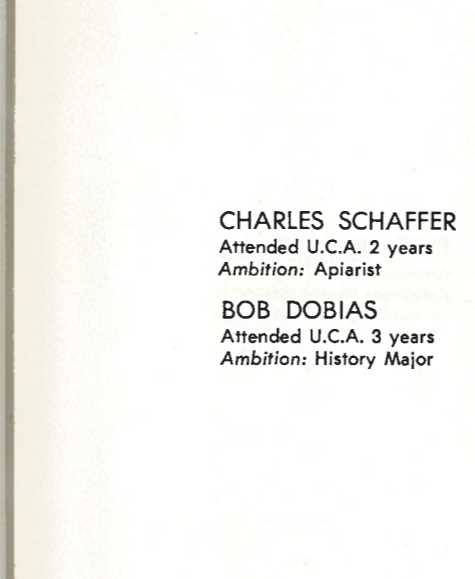 CHARLES SCHAFFER
Attended U.C.A. 2 years
Ambition: Apiarist
BOB DOBIAS
Attended U.C.A. 3 years
Ambition: History Major